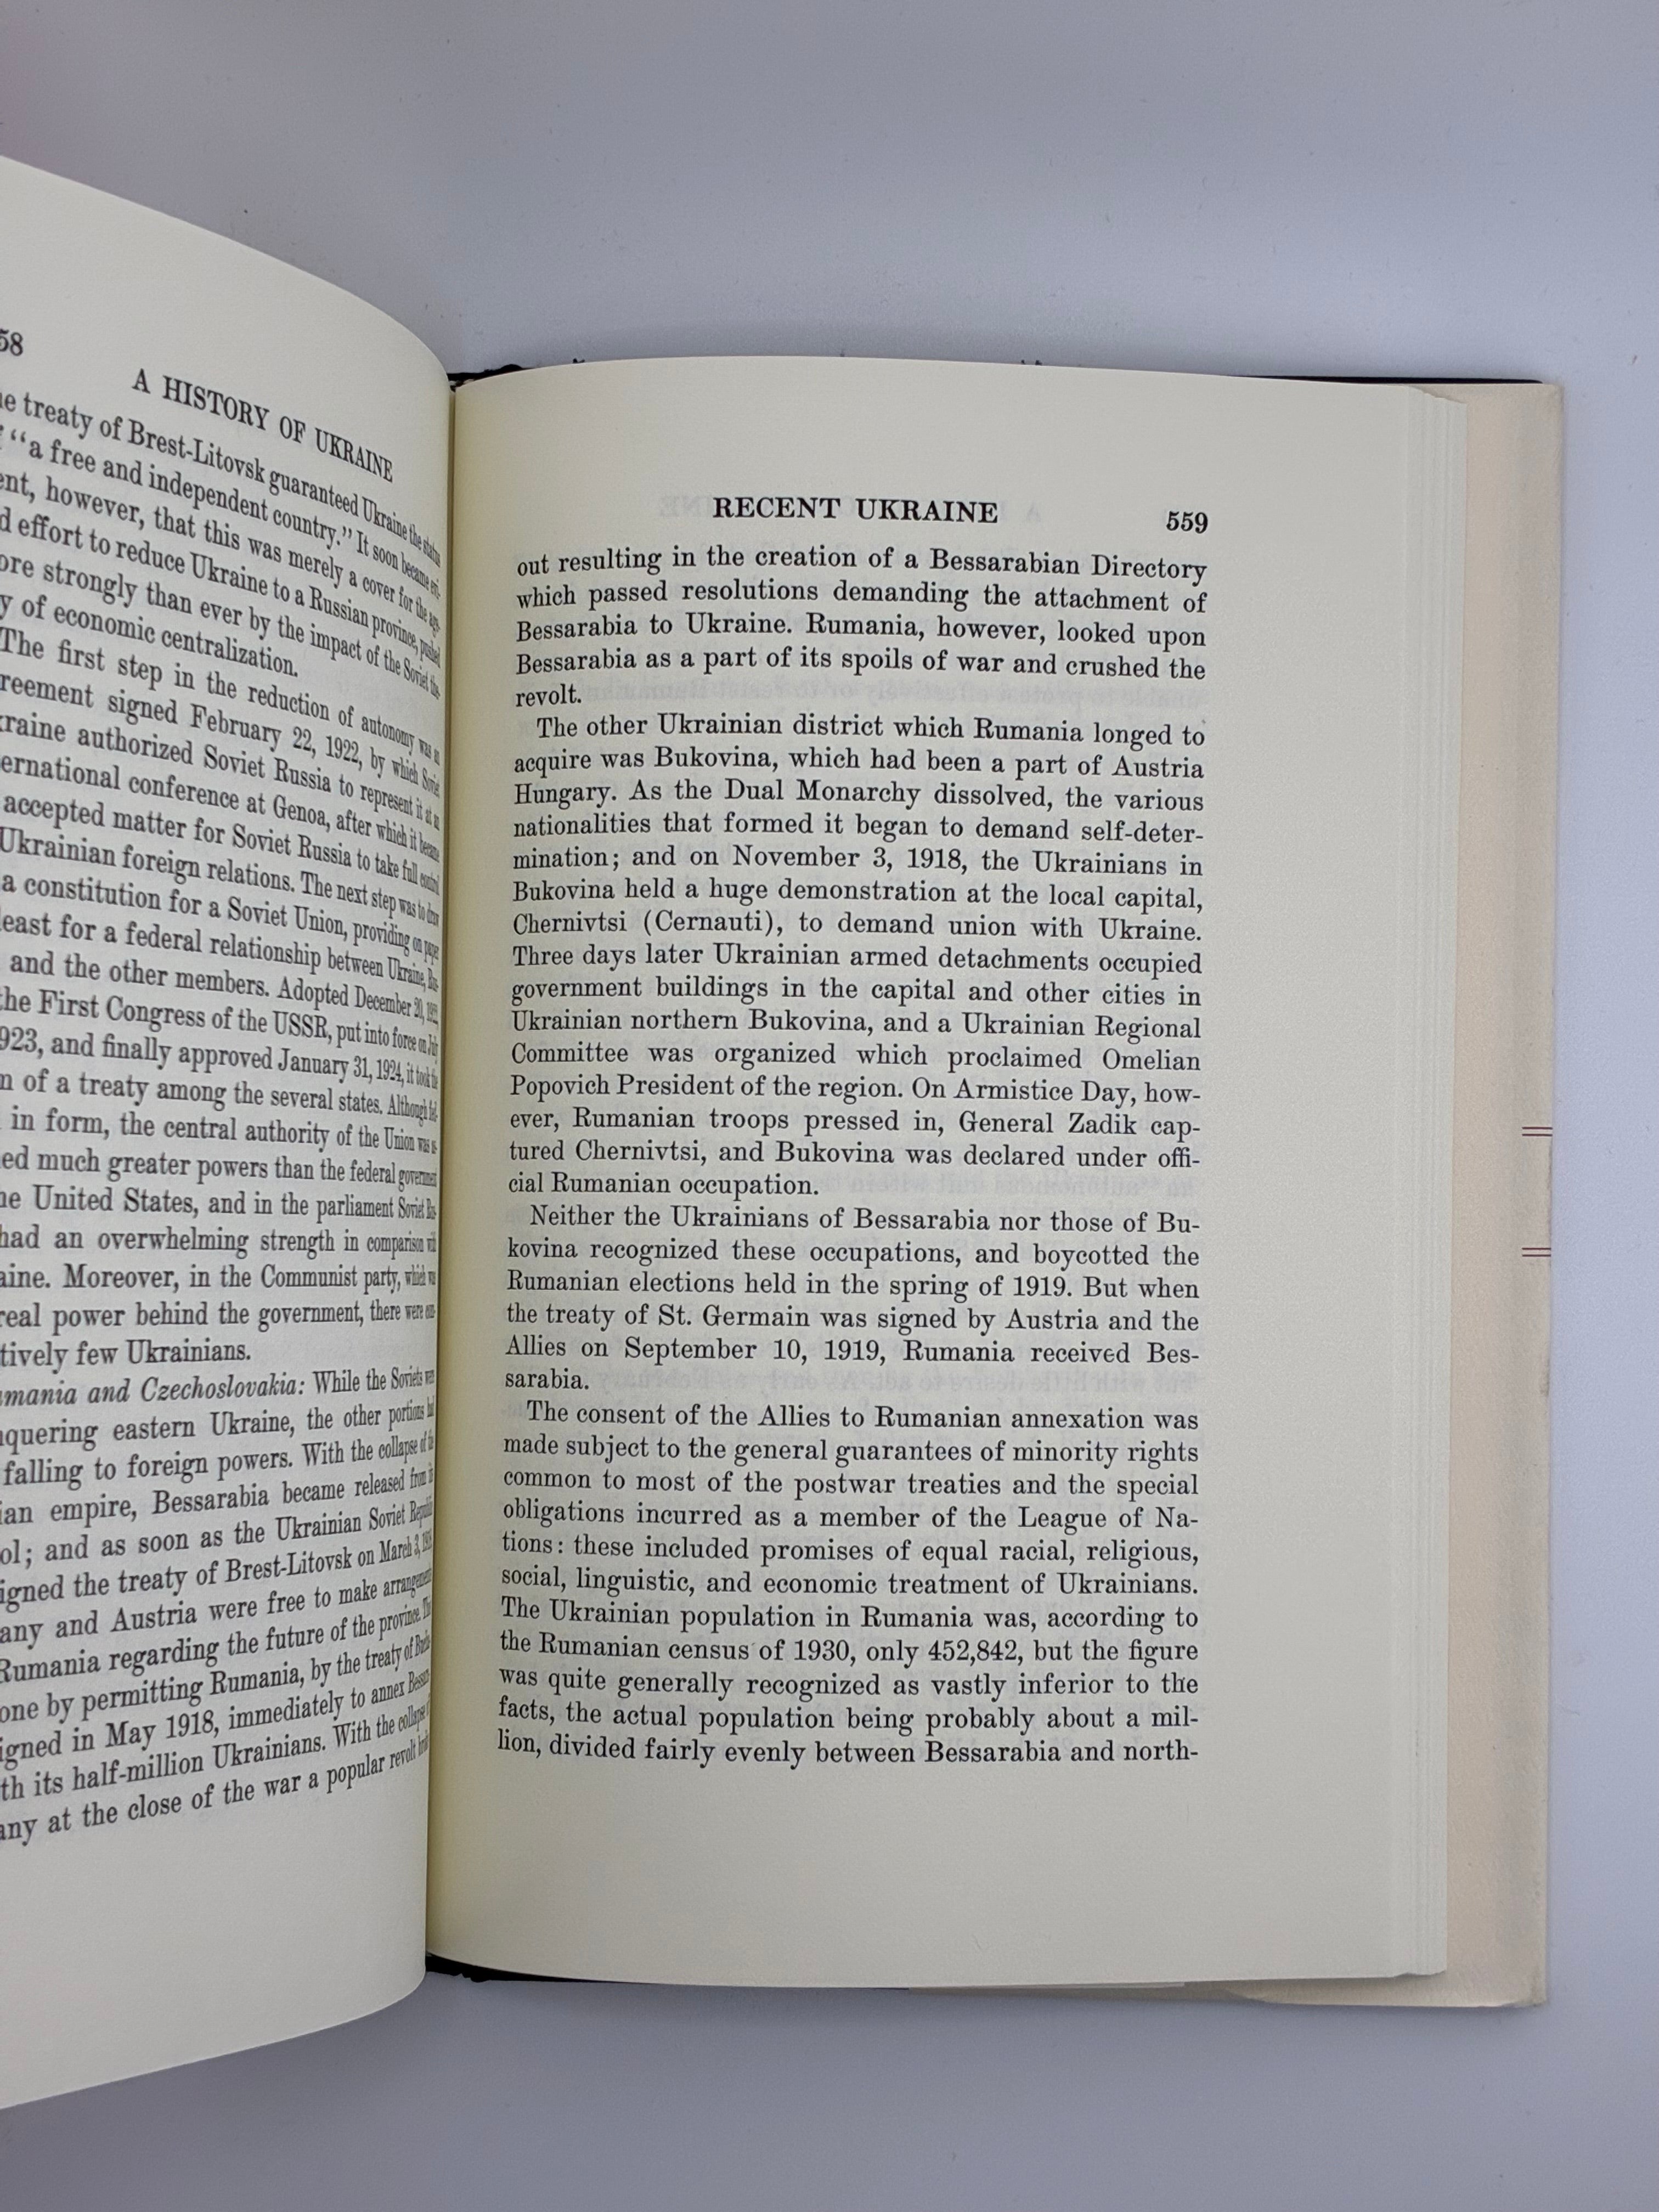 58
A HISTORY OF UKRAINE
treaty of Brest-Litovsk guaranteed Ukraine the status
"a free and independent country." It soon became
however, that this was merely a cover for the
effort to reduce Ukraine to a Russian province, pushed
strongly than ever by the impact of the Soviet
of economic centralization.
The first step in the reduction of autonomy was
signed February 22, 1922, by which
authorized Soviet Russia to represent it at
conference at Genoa, after which it became
accepted matter for Soviet Russia to take full control
Ukrainian foreign relations. The next step was to draw
a constitution for a Soviet Union, providing on paper
least for a federal relationship between Ukraine,
and the other members. Adopted December
the First Congress of the USSR, put into force on July
923, and finally approved January 31, 1924, it took
of a treaty among the several states. Although
in form, the central authority of the Union was
ed much greater powers than the federal government
United States, and in the parliament Soviet
had an overwhelming strength in comparison
Moreover, in the Communist party, which
real power behind the government, there were
tively few Ukrainians.
mania and Czechoslovakia: While the Soviets were
quering eastern Ukraine, the other portions had
falling to foreign powers. With the collapse of the
empire, Bessarabia became released from
and as soon as the Ukrainian Soviet
igned the treaty of Brest-Litovsk on March 3,
any and Austria were free to make
Rumania regarding the future of the province.
one by permitting Rumania, by the treaty of
igned in May 1918, immediately to annex
th its half-million Ukrainians. With the collapse
any at the close of the war a popular revolt
RECENT UKRAINE 559
out resulting in the creation of a Bessarabian Directory
which passed resolutions demanding the attachment of
Bessarabia to Ukraine. Rumania, however, looked upon
Bessarabia as a part of its spoils of war and crushed the
revolt.
The other Ukrainian district which Rumania longed to
acquire was Bukovina, which had been a part of Austria
Hungary. As the Dual Monarchy dissolved, the various
nationalities that formed it began to demand self-deter-
mination; and on November 3, 1918, the Ukrainians in
Bukovina held a huge demonstration at the local capital,
Chernivtsi (Cernauti), to demand union with Ukraine.
Three days later Ukrainian armed detachments occupied
government buildings in the capital and other cities in
Ukrainian northern Bukovina, and a Ukrainian Regional
Committee was organized which proclaimed Omelian
Popovich President of the region. On Armistice Day, how-
ever, Rumanian troops pressed in, General Zadik cap-
tured Chernivtsi, and Bukovina was declared under offi-
cial Rumanian occupation.
Neither the Ukrainians of Bessarabia nor those of Bu-
kovina recognized these occupations, and boycotted the
Rumanian elections held in the spring of 1919. But when
the treaty of St. Germain was signed by Austria and the
Allies on September 10, 1919, Rumania received Bes-
sarabia.
The consent of the Allies to Rumanian annexation was
made subject to the general guarantees of minority rights
common to most of the postwar treaties and the special
obligations incurred as a member of the League of Na-
tions: these included promises of equal racial, religious,
social, linguistic, and economic treatment of Ukrainians.
The Ukrainian population in Rumania was, according to
the Rumanian census of 1930, only 452,842, but the figure
was quite generally recognized as vastly inferior to the
facts, the actual population being probably about a mil-
lion, divided fairly evenly between Bessarabia and north-